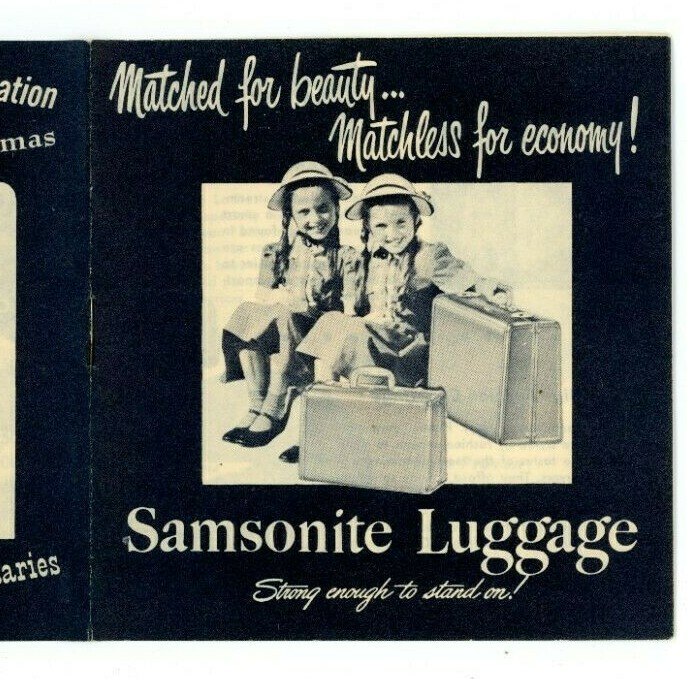 ation
mas
aries
Matched for beauty...
Matchless for economy!
Samsonite Luggage
Strong enough to stand on!